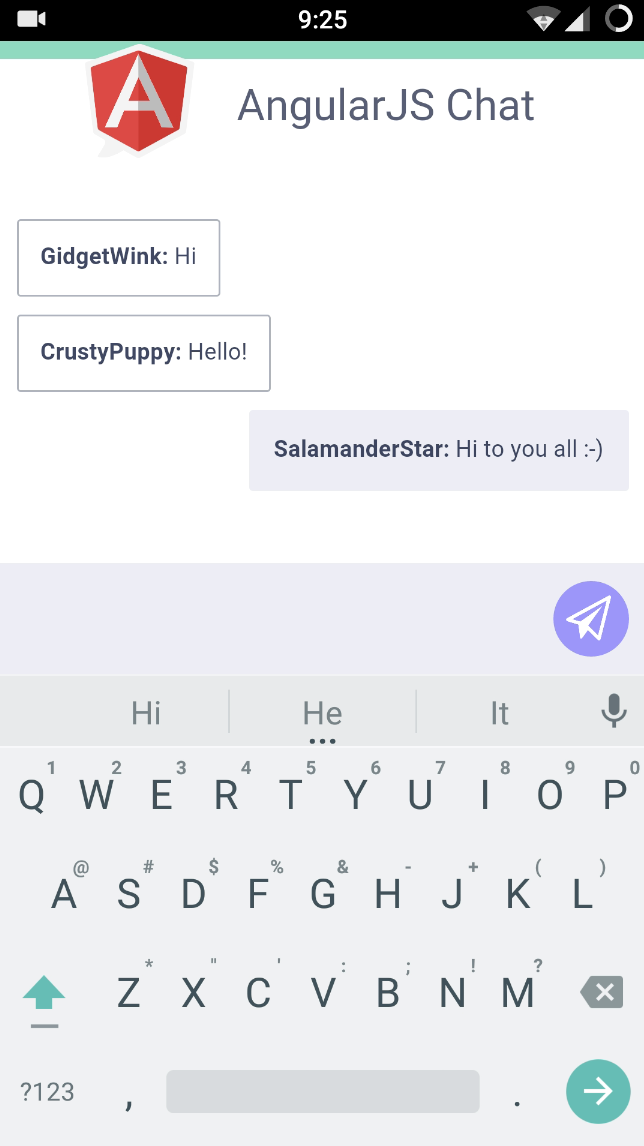 9:25
AngularJS Chat
GidgetWink: Hi
CrustyPuppy: Hello!
SalamanderStar: Hi to you all :-)
Hi He It
1 2 3 4 5 6 7 8 9 0
Q W E R T Y U I O P
@ # $ % & - + ( )
A S D F G H J K L
* " ' : ; ! ?
Z X C V B N M
?123 , .